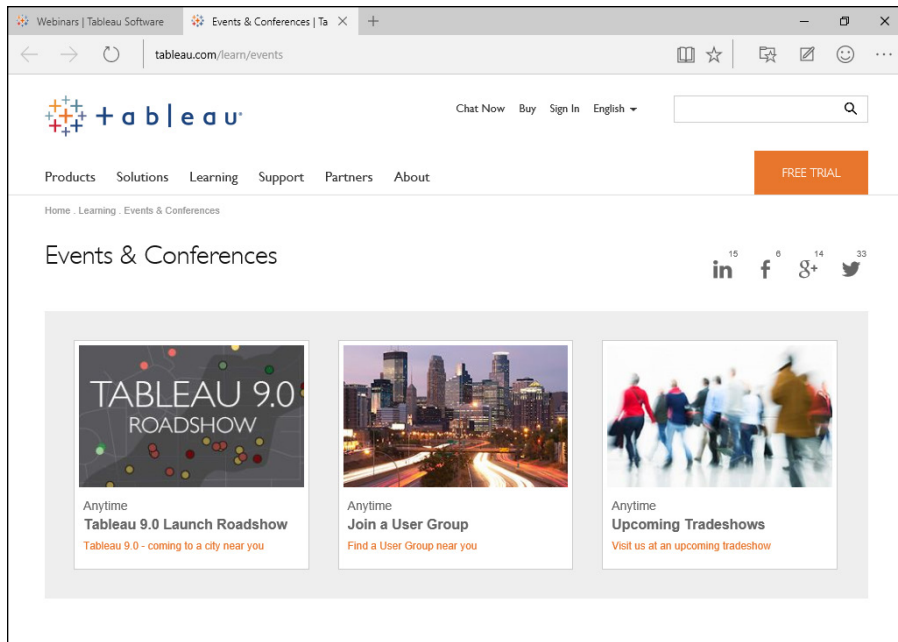 Webinars | Tableau Software
Events & Conferences | Ta
tableau.com/learn/events
+ a b | e a u
Chat Now Buy Sign In English
Products Solutions Learning Support Partners About
FREE TRIAL
Home . Learning . Events & Conferences
Events & Conferences
15 6 14 33
in f g+
TABLEAU 9.0
ROADSHOW
Anytime
Tableau 9.0 Launch Roadshow
Tableau 9.0 - coming to a city near you
Anytime
Join a User Group
Find a User Group near you
Anytime
Upcoming Tradeshows
Visit us at an upcoming tradeshow